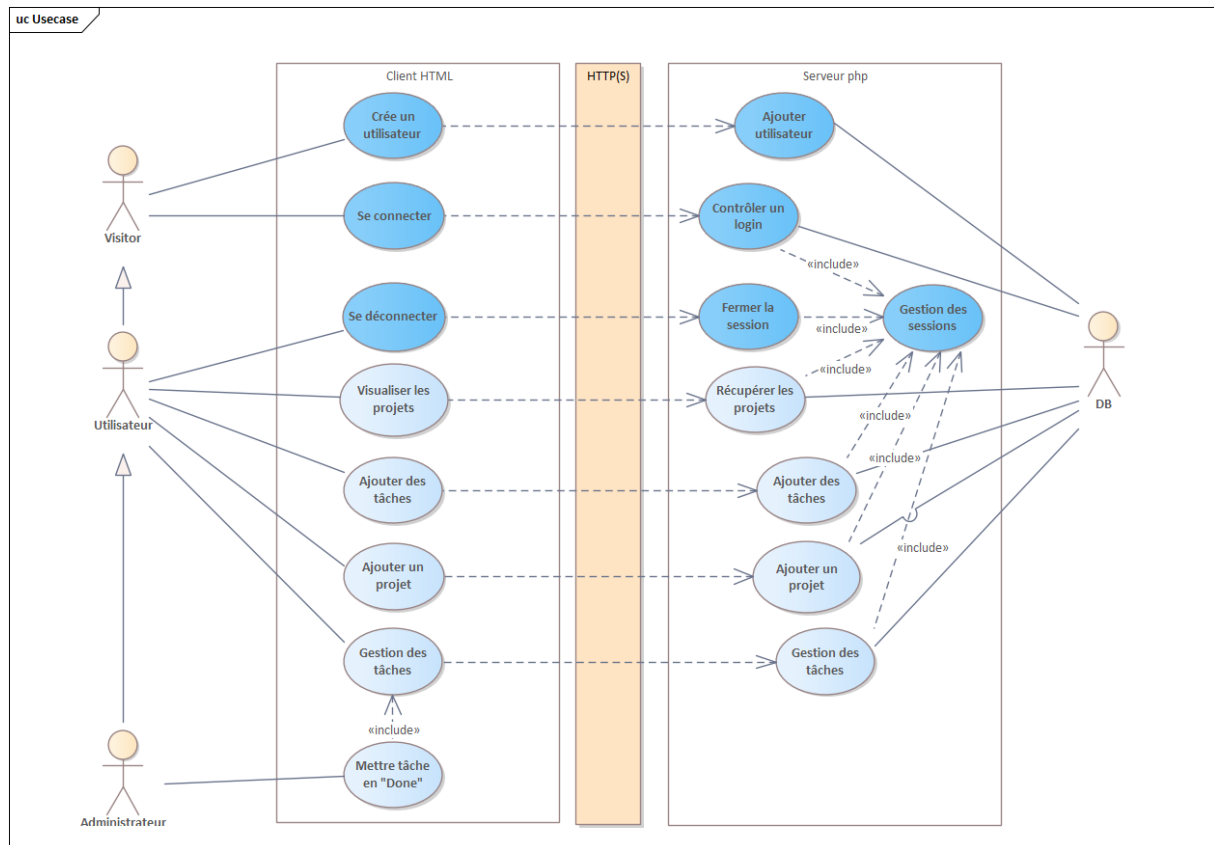 uc Usecase
Client HTML
HTTP(S)
Serveur php
Crée un
utilisateur
Ajouter
utilisateur
Visitor
Se connecter
Contrôler un
login
«include»
Se déconnecter
Fermer la
session
«include»
Gestion des
sessions
Utilisateur
Visualiser les
projets
Récupérer les
projets
«include»
DB
«include»
Ajouter des
tâches
Ajouter des
tâches
«include»
Ajouter un
projet
Ajouter un
projet
«include»
Gestion des
tâches
Gestion des
tâches
«include»
Mettre tâche
en "Done"
Administrateur